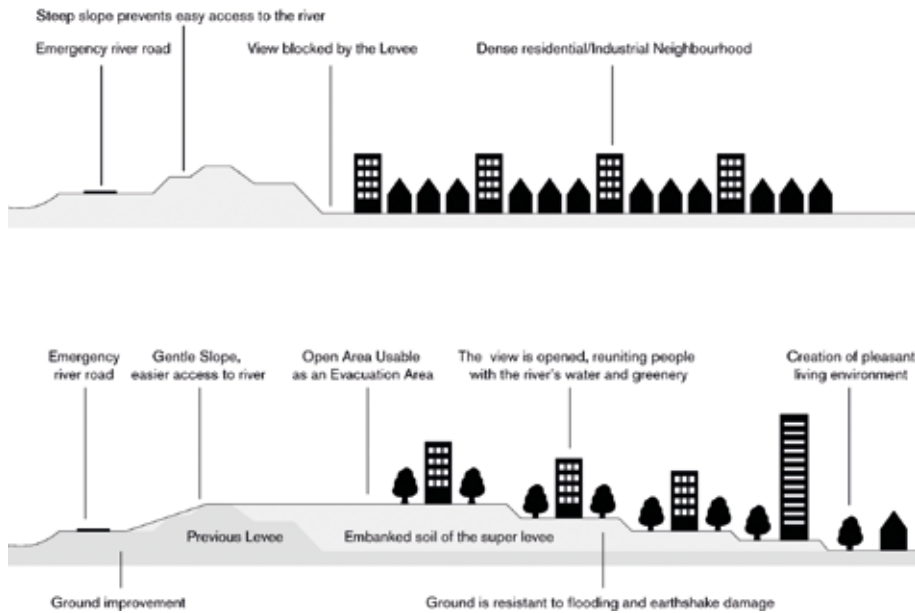 Steep slope prevents easy access to the river
Emergency river road
View blocked by the Levee
Dense residential/Industrial Neighbourhood
Emergency
river road
Gentle Slope,
easier access to river
Open Area Usable
as an Evacuation Area
The view is opened, reuniting people
with the river's water and greenery
Creation of pleasant
living environment
Previous Levee
Embanked soil of the super levee
Ground improvement
Ground is resistant to flooding and earthshake damage